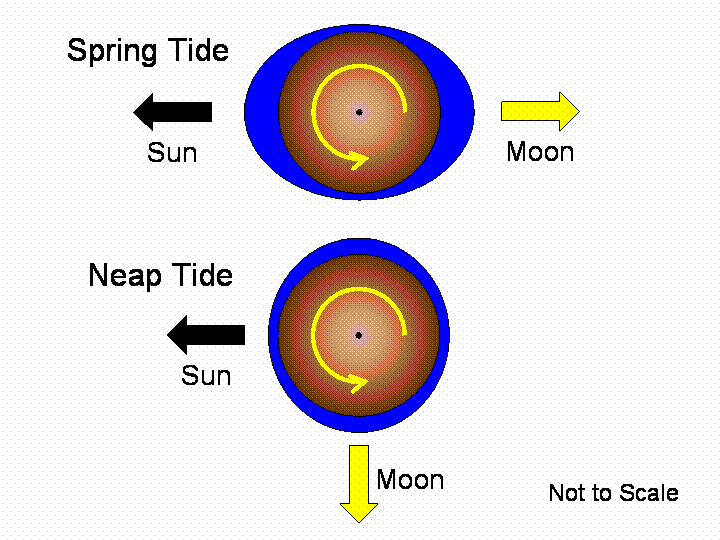 Spring Tide
Sun
Moon
Neap Tide
Sun
Moon
Not to Scale